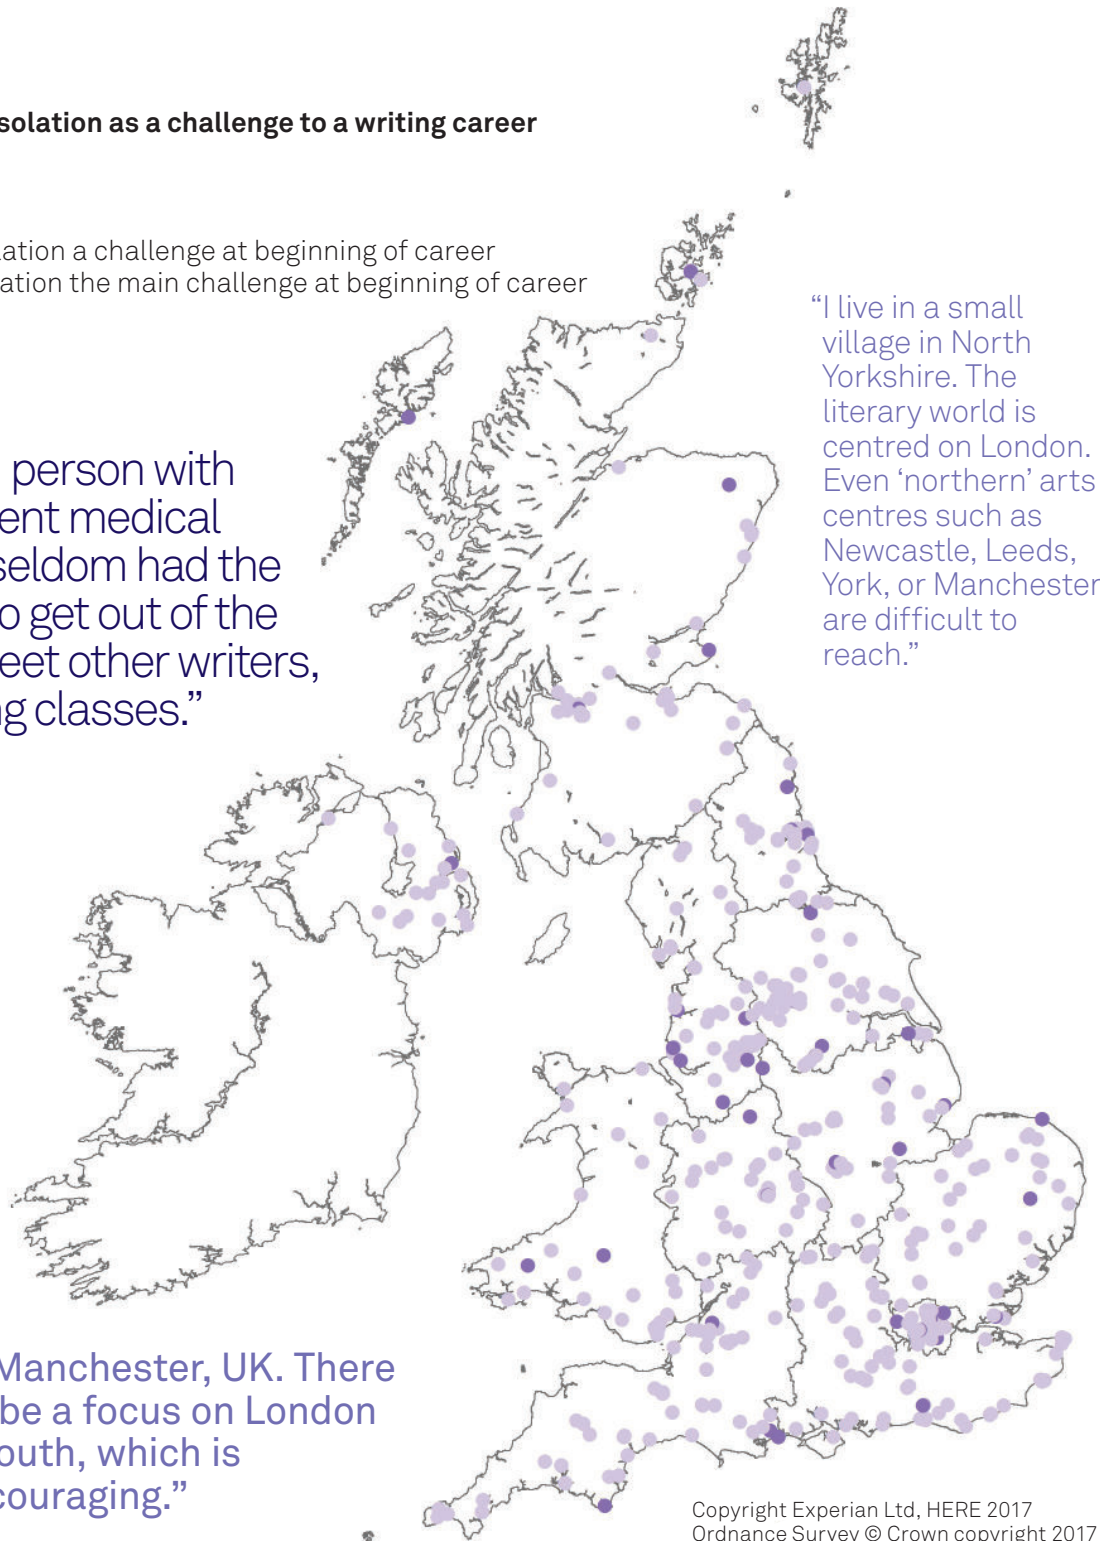 solation as a challenge to a writing career
ation a challenge at beginning of career
ation the main challenge at beginning of career
“I live in a small
village in North
Yorkshire. The
literary world is
centred on London.
Even ‘northern’ arts
centres such as
Newcastle, Leeds,
York, or Manchester
are difficult to
reach.”
person with
ent medical
seldom had the
o get out of the
eet other writers,
ng classes.”
Manchester, UK. There
be a focus on London
outh, which is
couraging.”
Copyright Experian Ltd, HERE 2017
Ordnance Survey © Crown copyright 2017